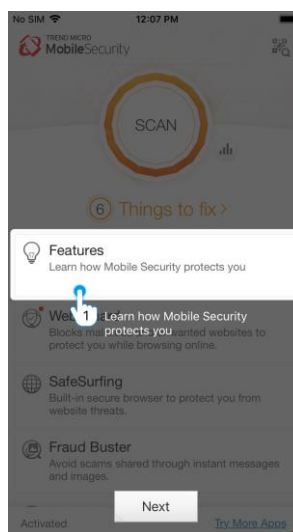 No SIM 12:07 PM
TREND MICRO
MobileSecurity
SCAN
6 Things to fix >
Features
Learn how Mobile Security protects you
1 Learn how Mobile Security
protects you
Blocks wanted websites to
protect you while browsing online.
SafeSurfing
Built-in secure browser to protect you from
website threats.
Fraud Buster
Avoid scams shared through instant messages
and images.
Next
Activated Try More Apps